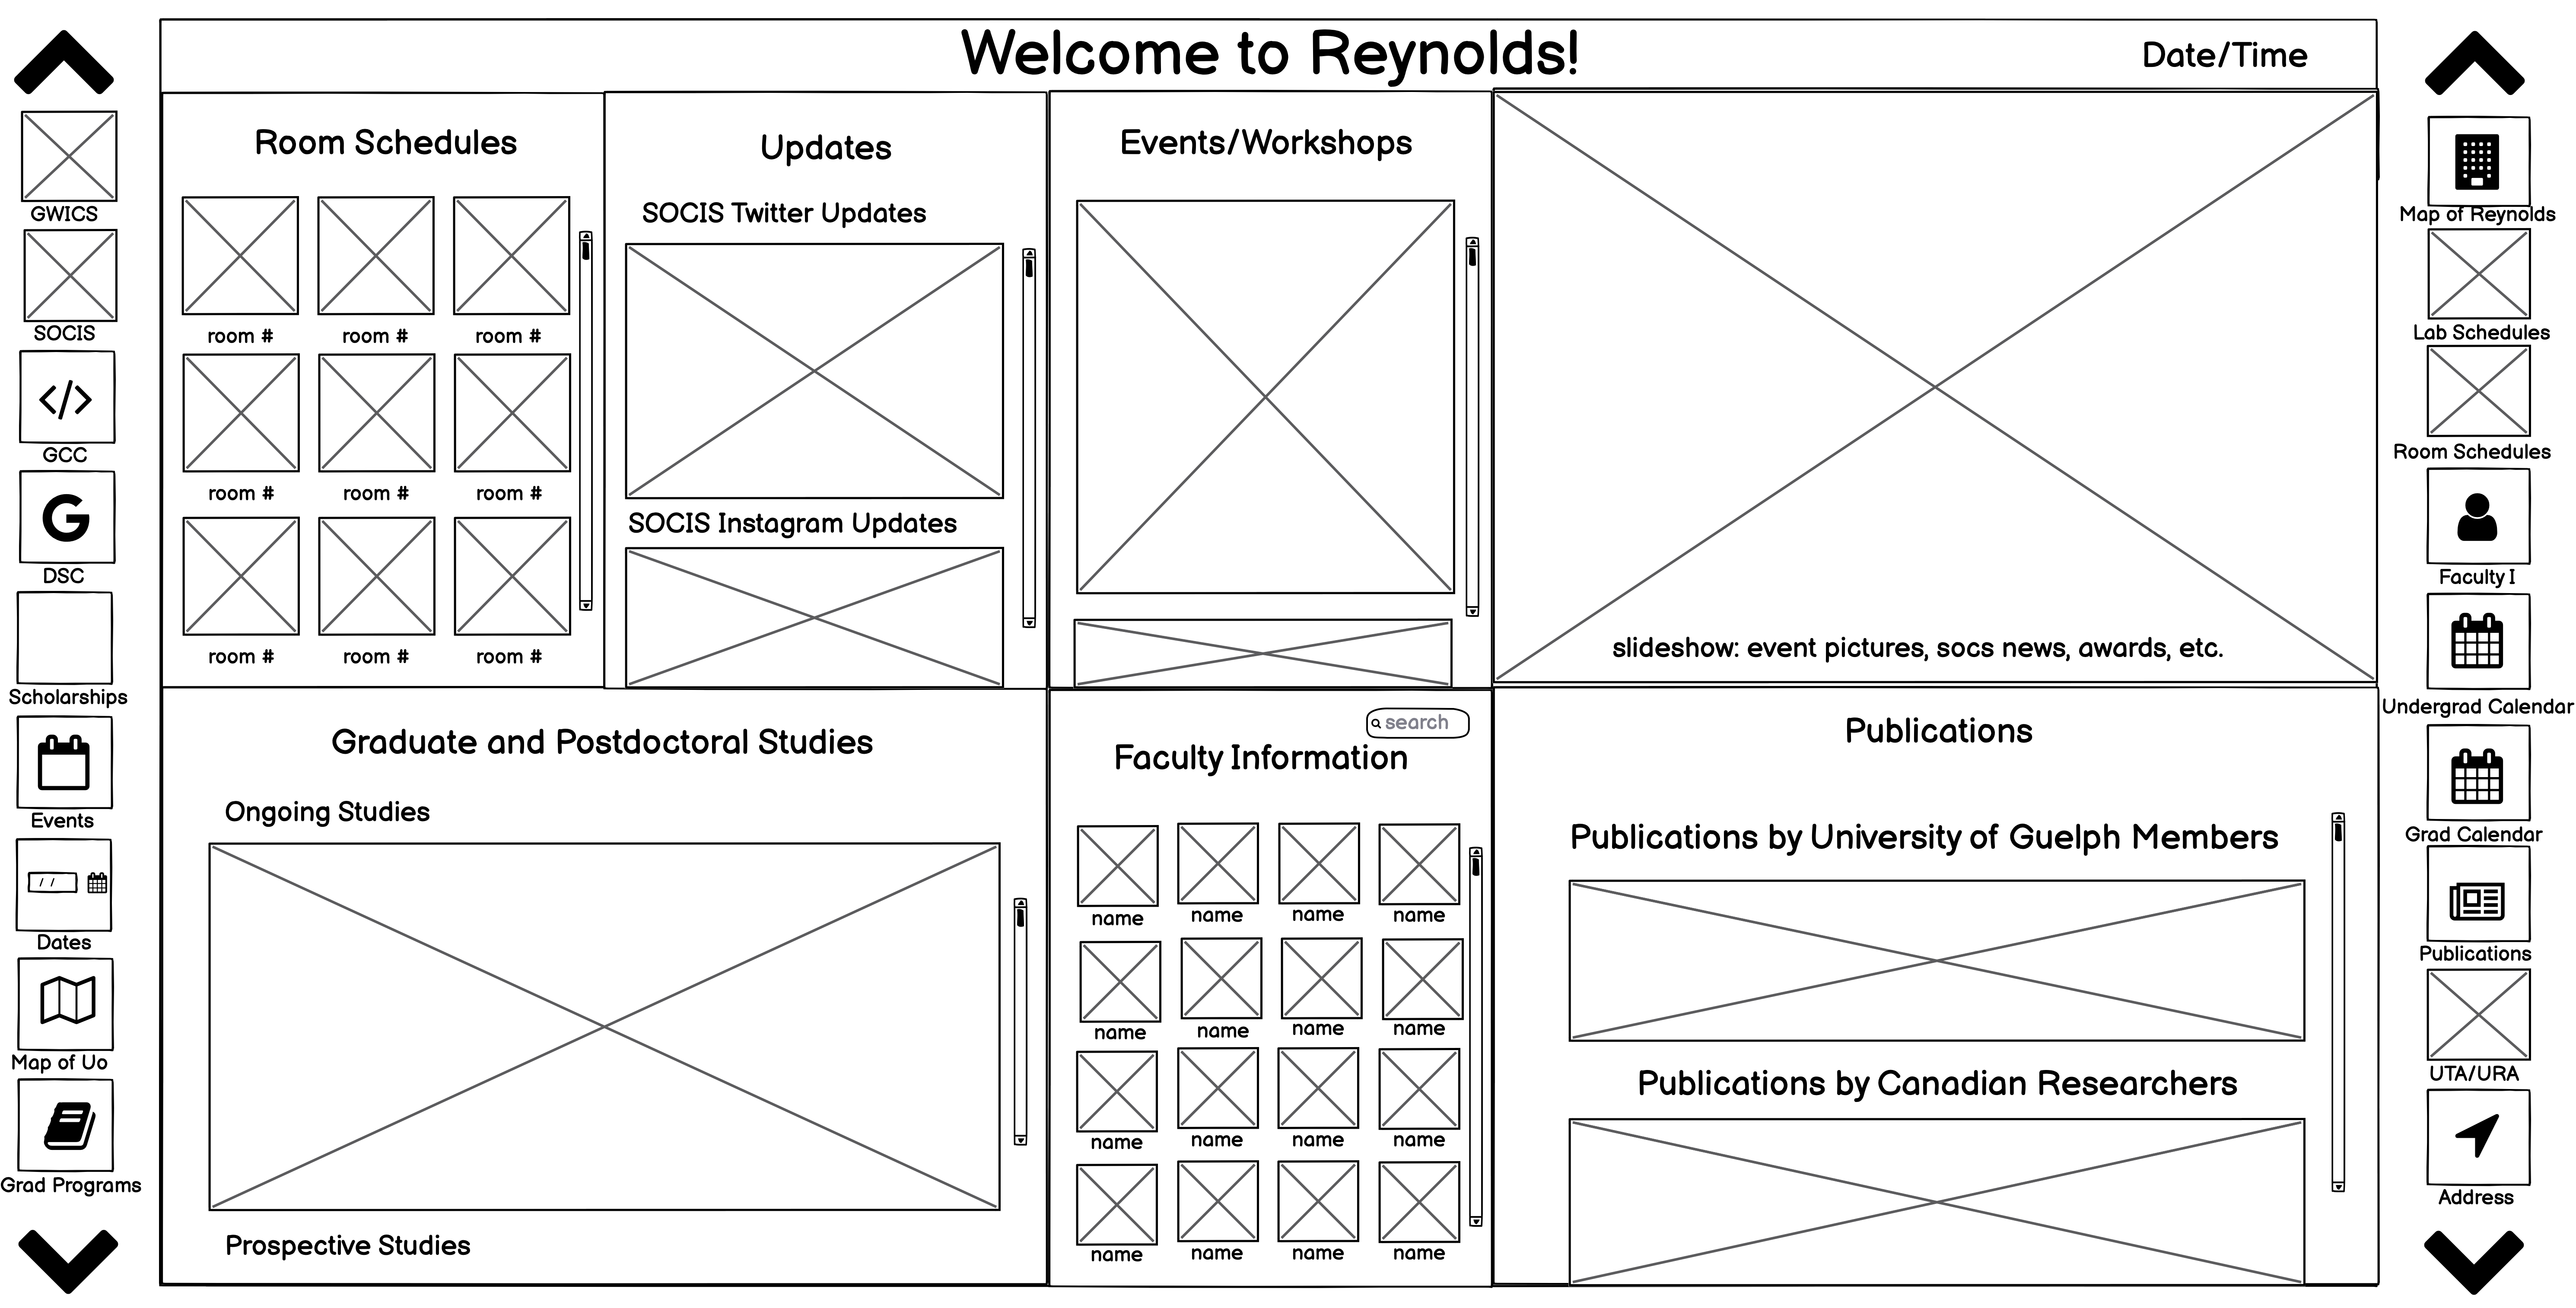 Welcome to Reynolds!
Date/Time
GWICS
SOCIS
GCC
DSC
Scholarships
Events
/ /
Dates
Map of Uo
Grad Programs
Room Schedules
room # room # room #
room # room # room #
room # room # room #
Updates
SOCIS Twitter Updates
SOCIS Instagram Updates
Events/Workshops
slideshow: event pictures, socs news, awards, etc.
Graduate and Postdoctoral Studies
Ongoing Studies
Prospective Studies
search
Faculty Information
name name name name
name name name name
name name name name
name name name name
Publications
Publications by University of Guelph Members
Publications by Canadian Researchers
Map of Reynolds
Lab Schedules
Room Schedules
Faculty I
Undergrad Calendar
Grad Calendar
Publications
UTA/URA
Address